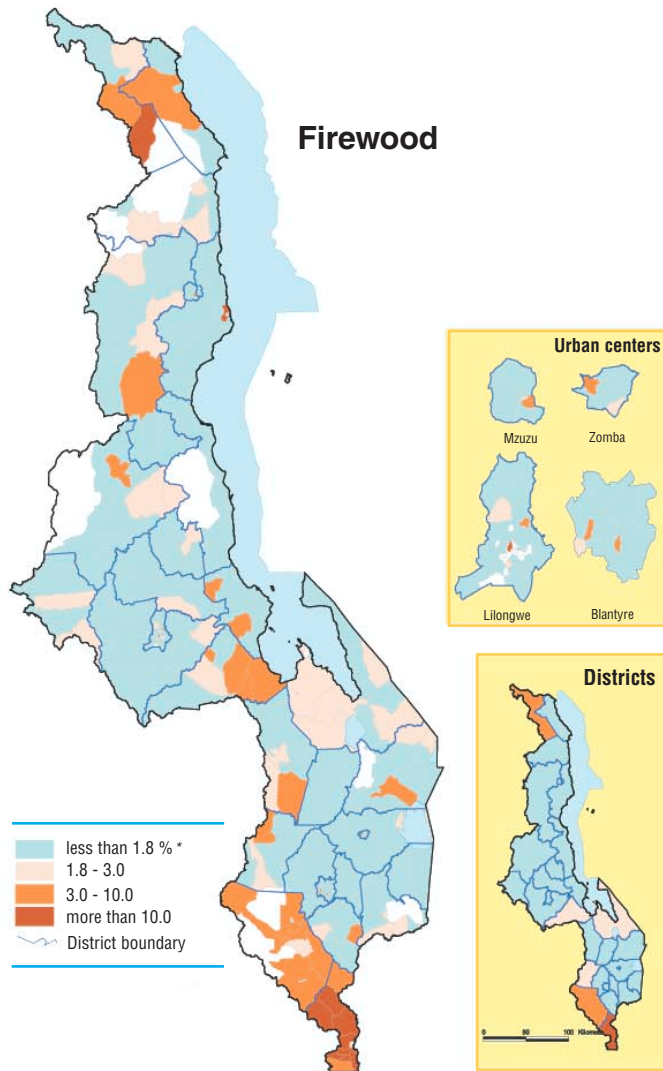 Firewood
Urban centers
Mzuzu
Zomba
Lilongwe
Blantyre
Districts
less than 1.8 % *
1.8 - 3.0
3.0 - 10.0
more than 10.0
District boundary
0 50 100 Kilomet